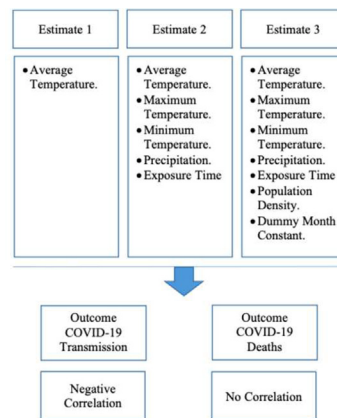 Estimate 1
Estimate 2
Estimate 3
• Average
Temperature.
• Average
Temperature.
• Maximum
Temperature.
• Minimum
Temperature.
• Precipitation.
• Exposure Time
• Average
Temperature.
• Maximum
Temperature.
• Minimum
Temperature.
• Precipitation.
• Exposure Time
• Population
Density.
• Dummy Month
Constant.
Outcome
COVID-19
Transmission
Outcome
COVID-19
Deaths
Negative
Correlation
No Correlation